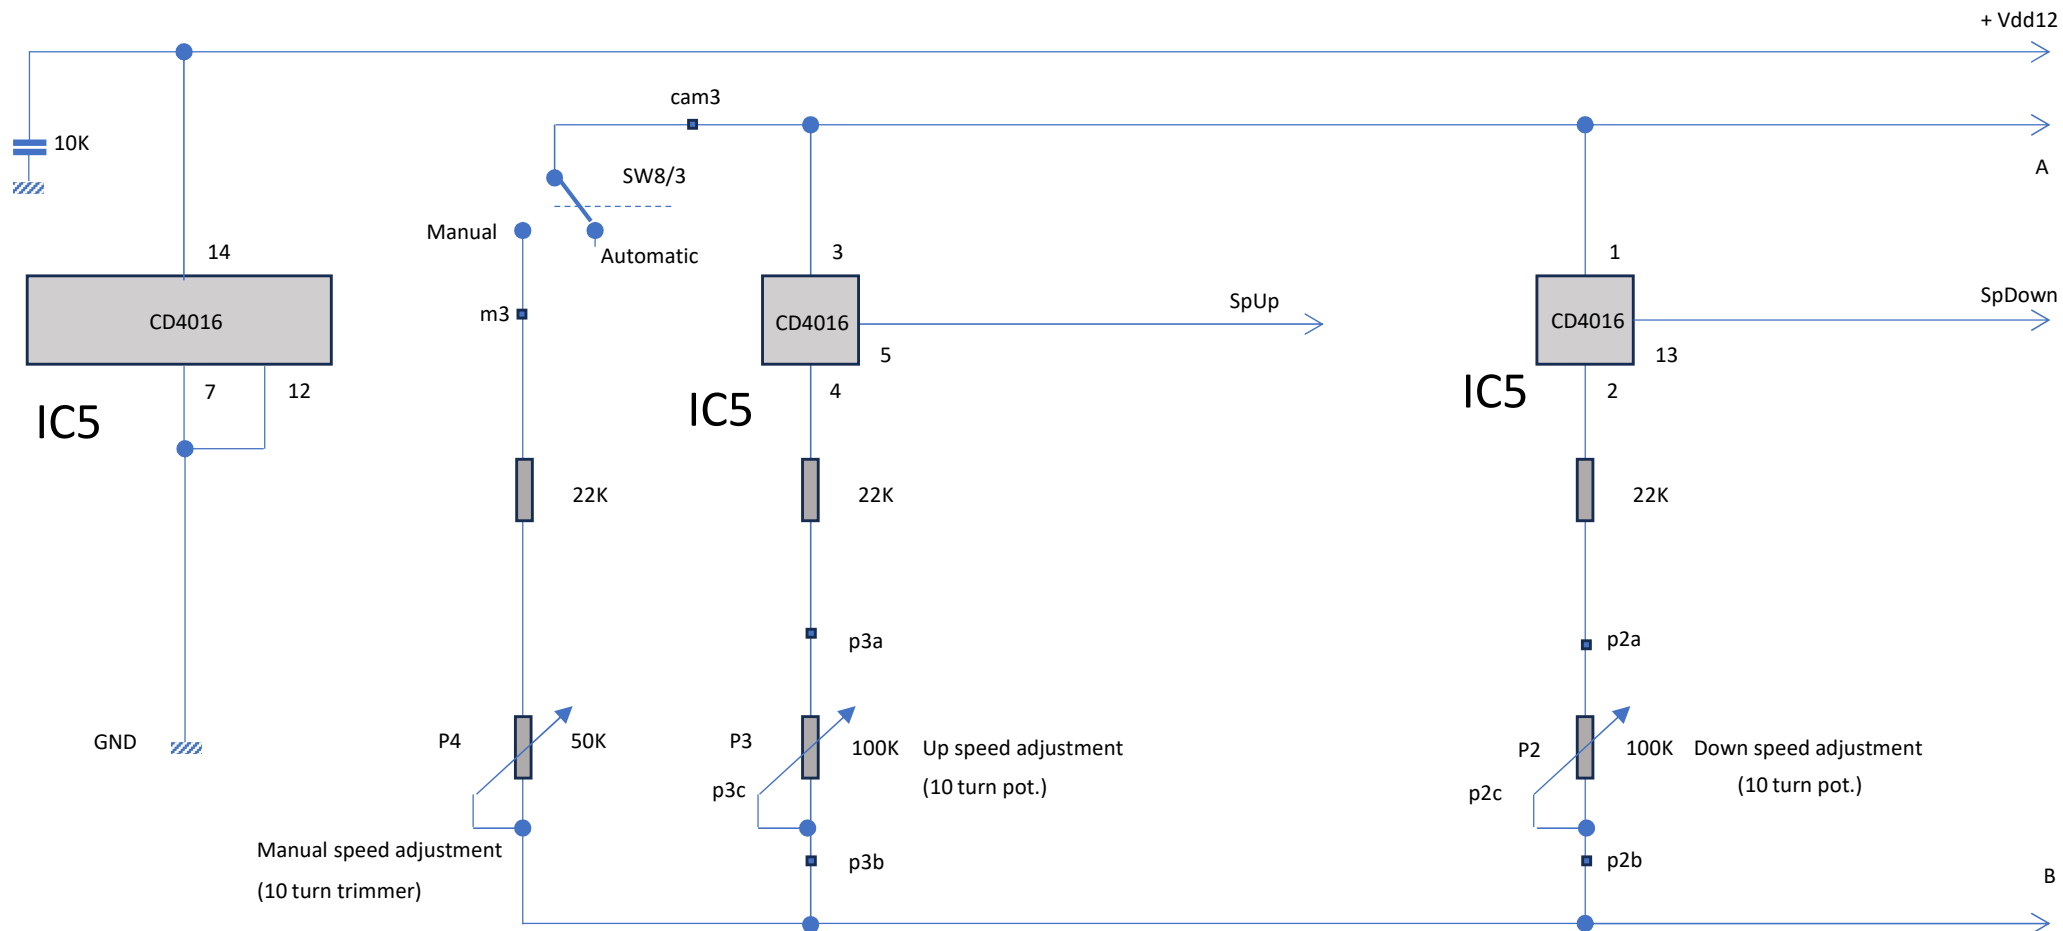 + Vdd12
cam3
10K
A
SW8/3
Manual
Automatic
14
3
1
SpUp
SpDown
m3
CD4016
CD4016
CD4016
5
13
7
12
4
2
IC5
IC5
IC5
22K
22K
22K
p3a
p2a
GND
P4
50K
P3
100K
Up speed adjustment
(10 turn pot.)
P2
100K
Down speed adjustment
(10 turn pot.)
p3c
p2c
Manual speed adjustment
(10 turn trimmer)
p3b
p2b
B